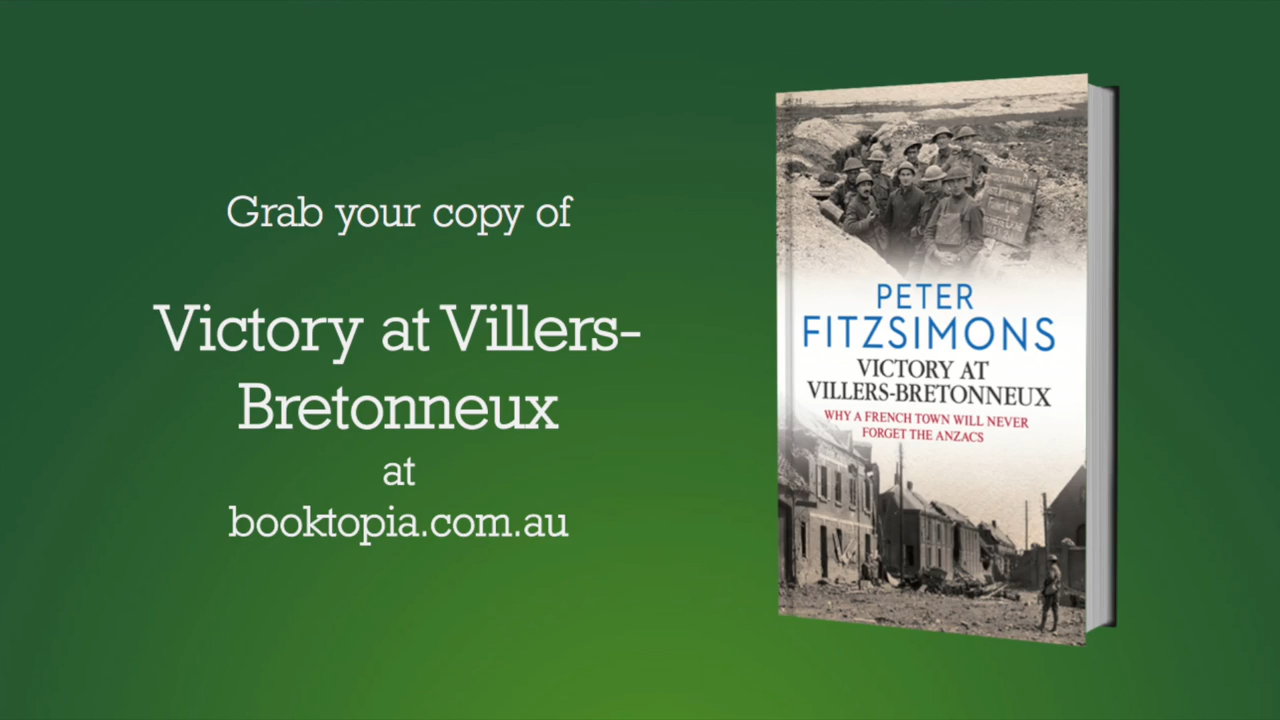 Grab your copy of
Victory at Villers-
Bretonneux
at
booktopia.com.au
PETER
FITZSIMONS
VICTORY AT
VILLERS-BRETONNEUX
WHY A FRENCH TOWN WILL NEVER
FORGET THE ANZACS